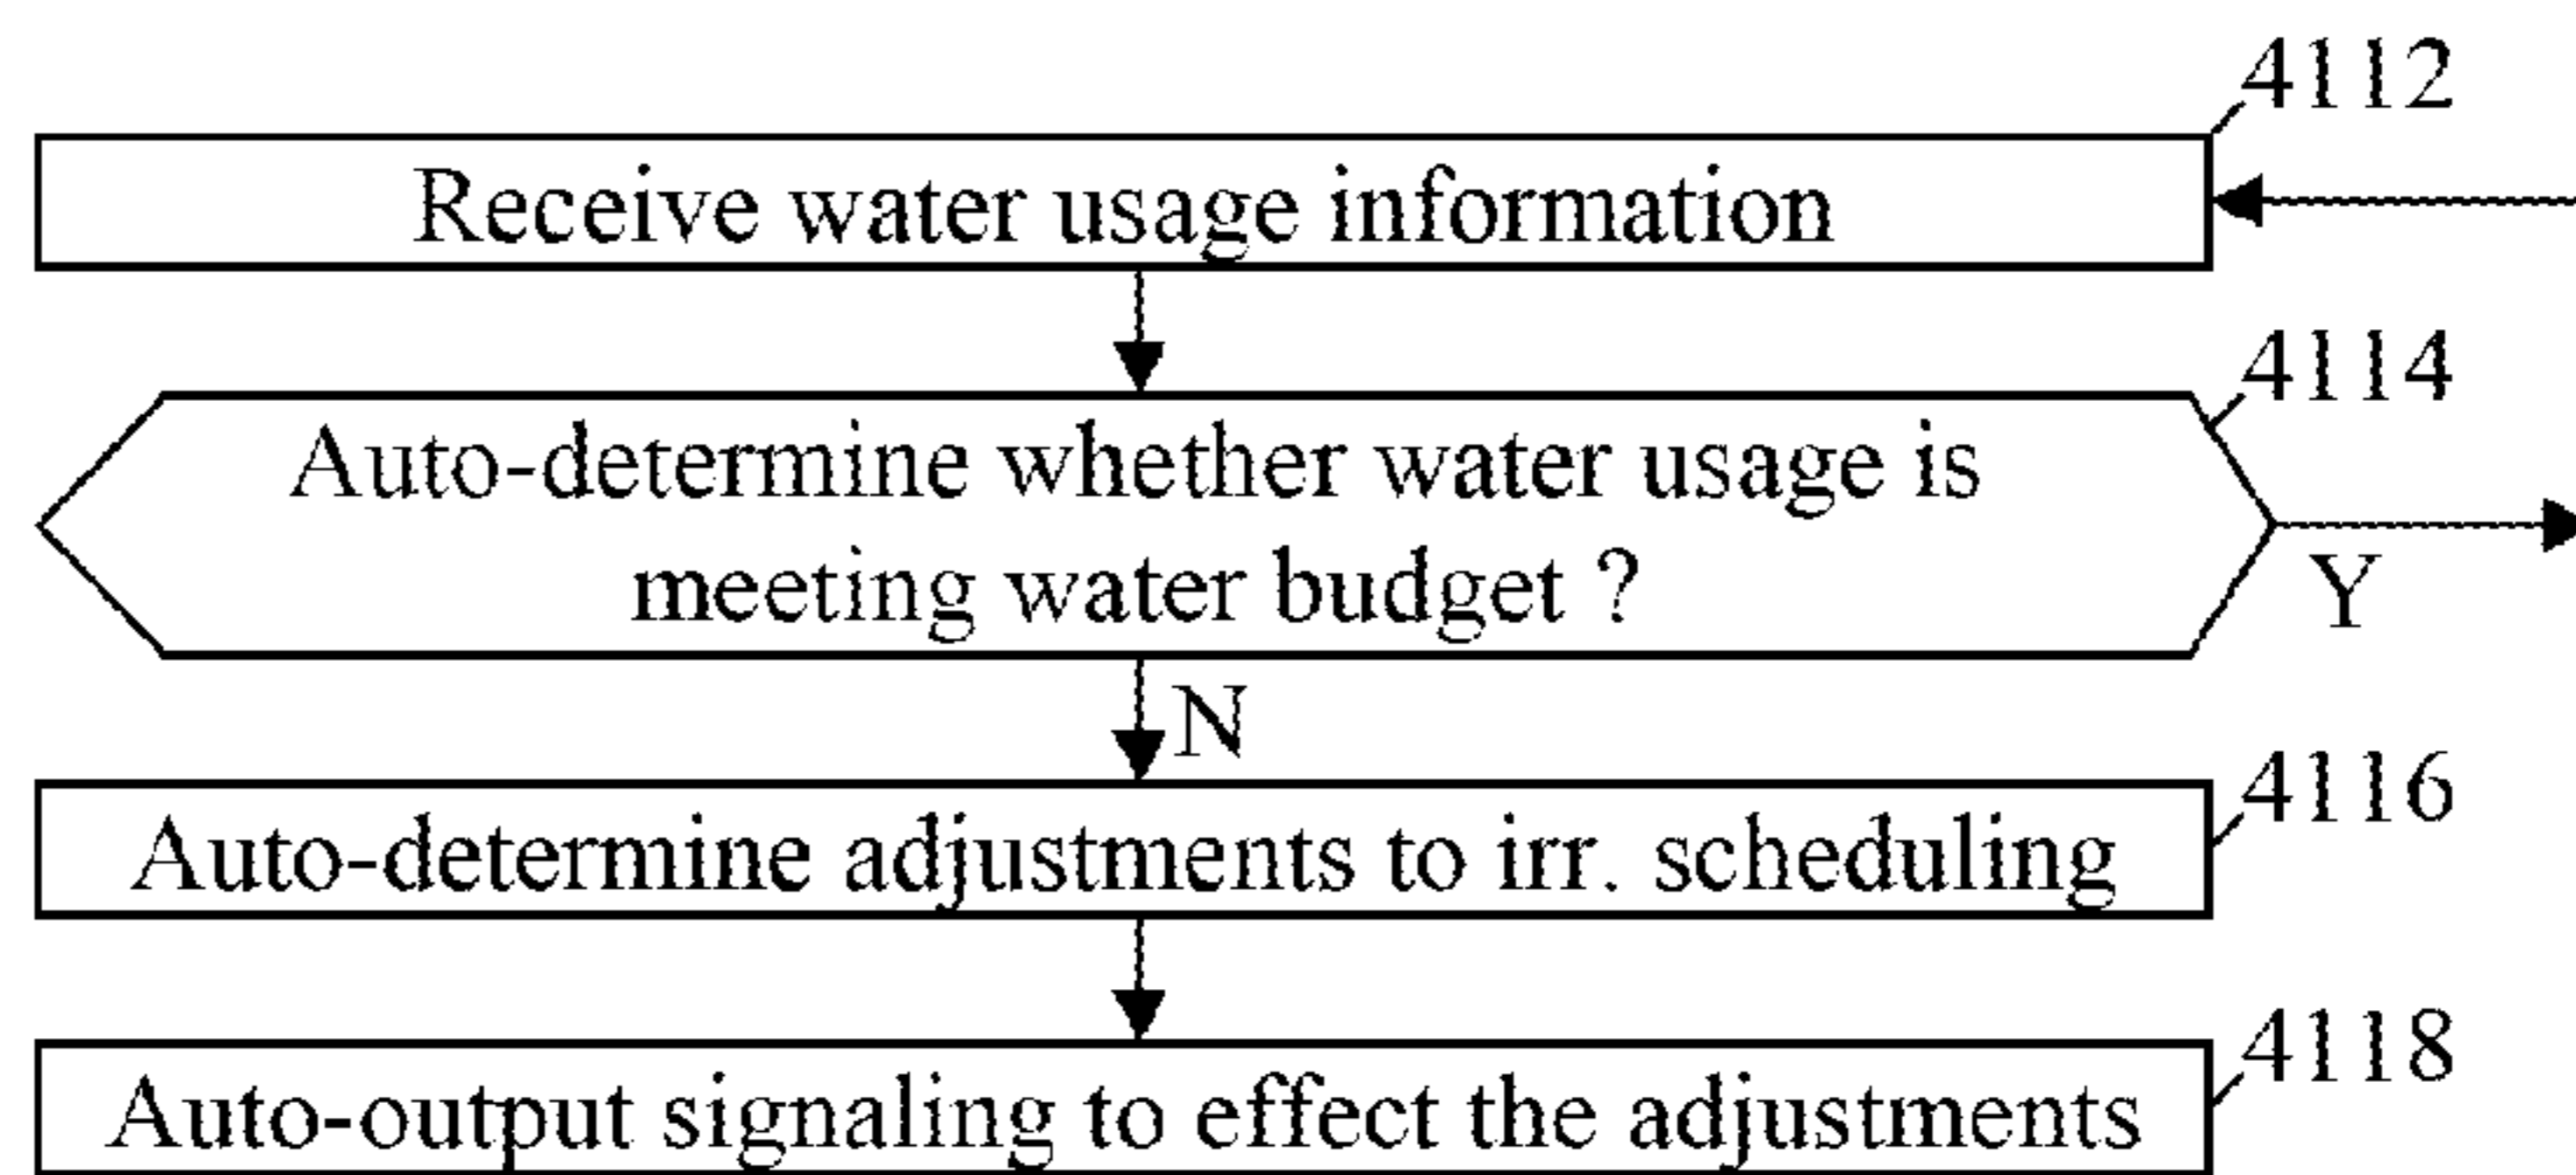 4112
Receive water usage information
4114
Auto-determine whether water usage is
meeting water budget ?
Y
N
4116
Auto-determine adjustments to irr. scheduling
4118
Auto-output signaling to effect the adjustments